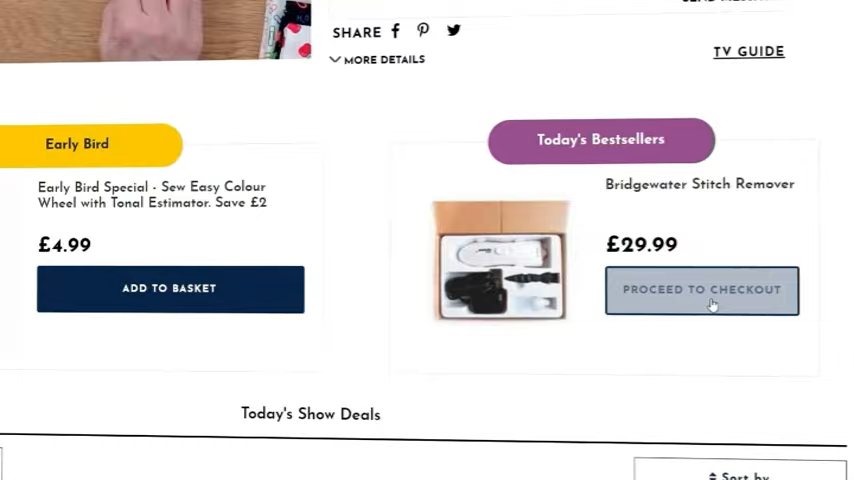 SHARE
MORE DETAILS
TV GUIDE
Early Bird
Early Bird Special - Sew Easy Colour
Wheel with Tonal Estimator. Save £2
£4.99
ADD TO BASKET
Today's Bestsellers
Bridgewater Stitch Remover
£29.99
PROCEED TO CHECKOUT
Today's Show Deals
Sort by